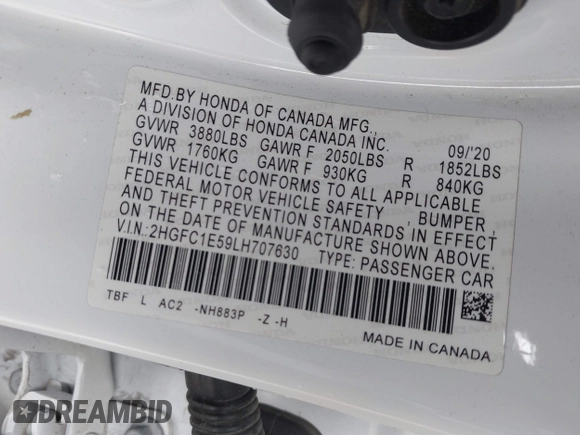 MFD. BY HONDA OF CANADA MFG.,
A DIVISION OF HONDA CANADA INC. 09/'20
GVWR 3880LBS GAWR F 2050LBS R 1852LBS
GVWR 1760KG GAWR F 930KG R 840KG
THIS VEHICLE CONFORMS TO ALL APPLICABLE
FEDERAL MOTOR VEHICLE SAFETY , BUMPER ,
AND THEFT PREVENTION STANDARDS IN EFFECT
ON THE DATE OF MANUFACTURE SHOWN ABOVE.
V.I.N.:2HGFC1E59LH707630 TYPE: PASSENGER CAR
TBF L AC2 -NH883P -Z -H
MADE IN CANADA
DREAMBID